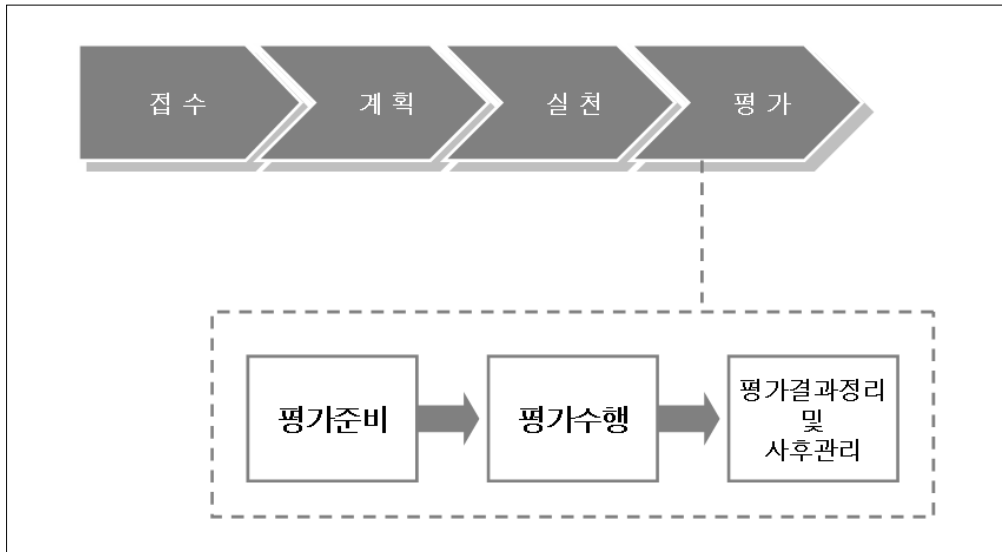 접 수
계 획
실 천
평 가
평가준비
평가수행
평가결과정리
및
사후관리